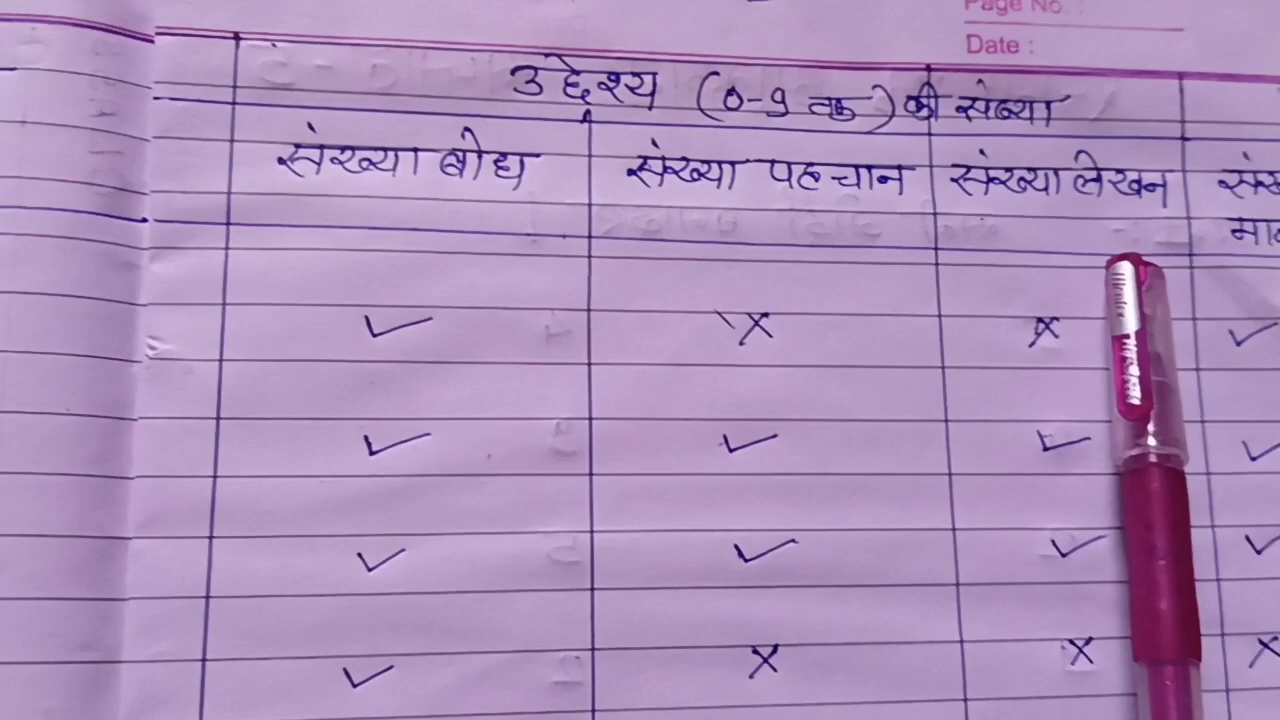 Page No :
Date :
उद्देश्य (0-9 तक) की संख्या
संख्या बोध संख्या पहचान संख्या लेखन
✓ x x ✓
✓ ✓ ✓ ✓
✓ ✓ ✓ ✓
✓ x x x